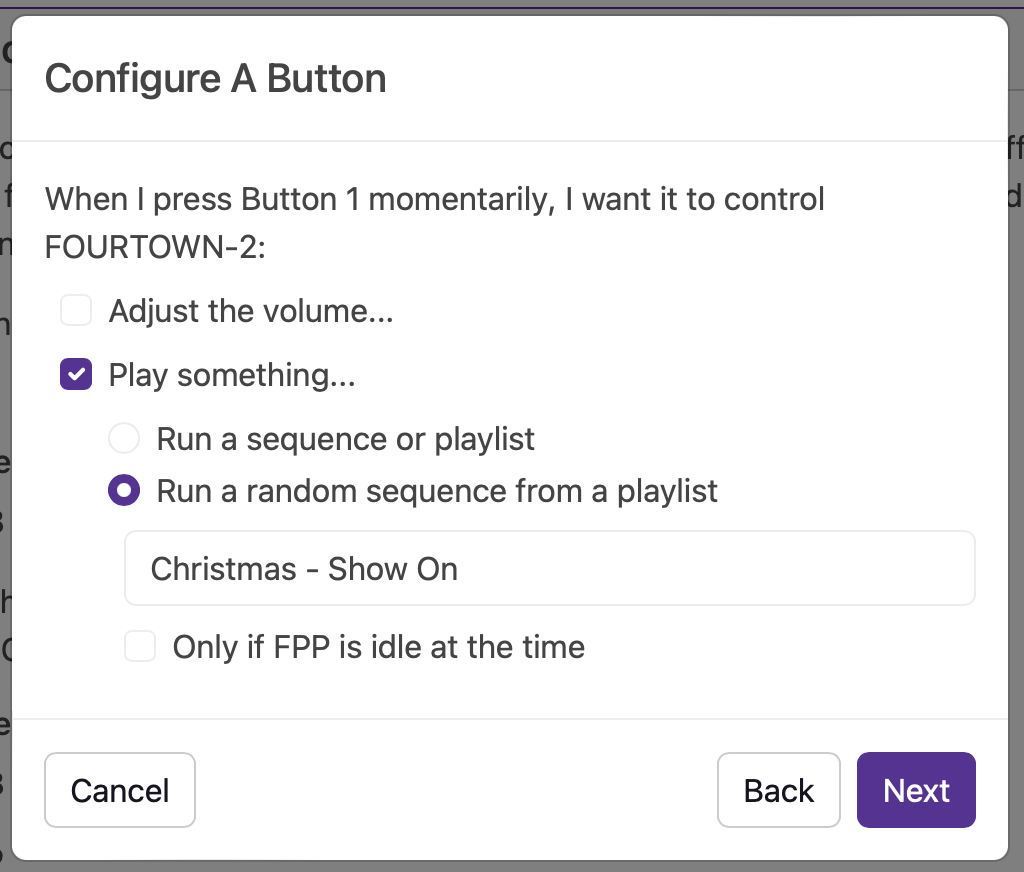 Configure A Button
When I press Button 1 momentarily, I want it to control
FOURTOWN-2:
Adjust the volume...
Play something...
Run a sequence or playlist
Run a random sequence from a playlist
Christmas - Show On
Only if FPP is idle at the time
Cancel
Back
Next